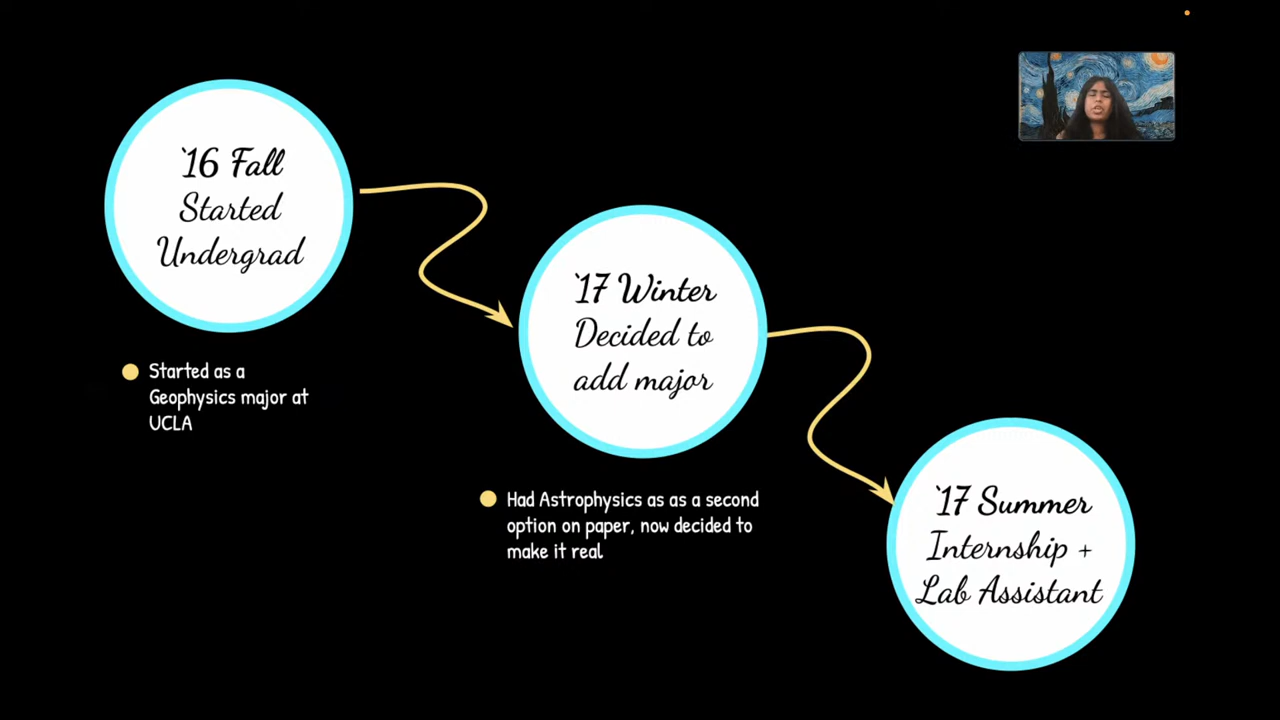 `16 Fall
Started
Undergrad
Started as a
Geophysics major at
UCLA
`17 Winter
Decided to
add major
Had Astrophysics as as a second
option on paper, now decided to
make it real
`17 Summer
Internship +
Lab Assistant